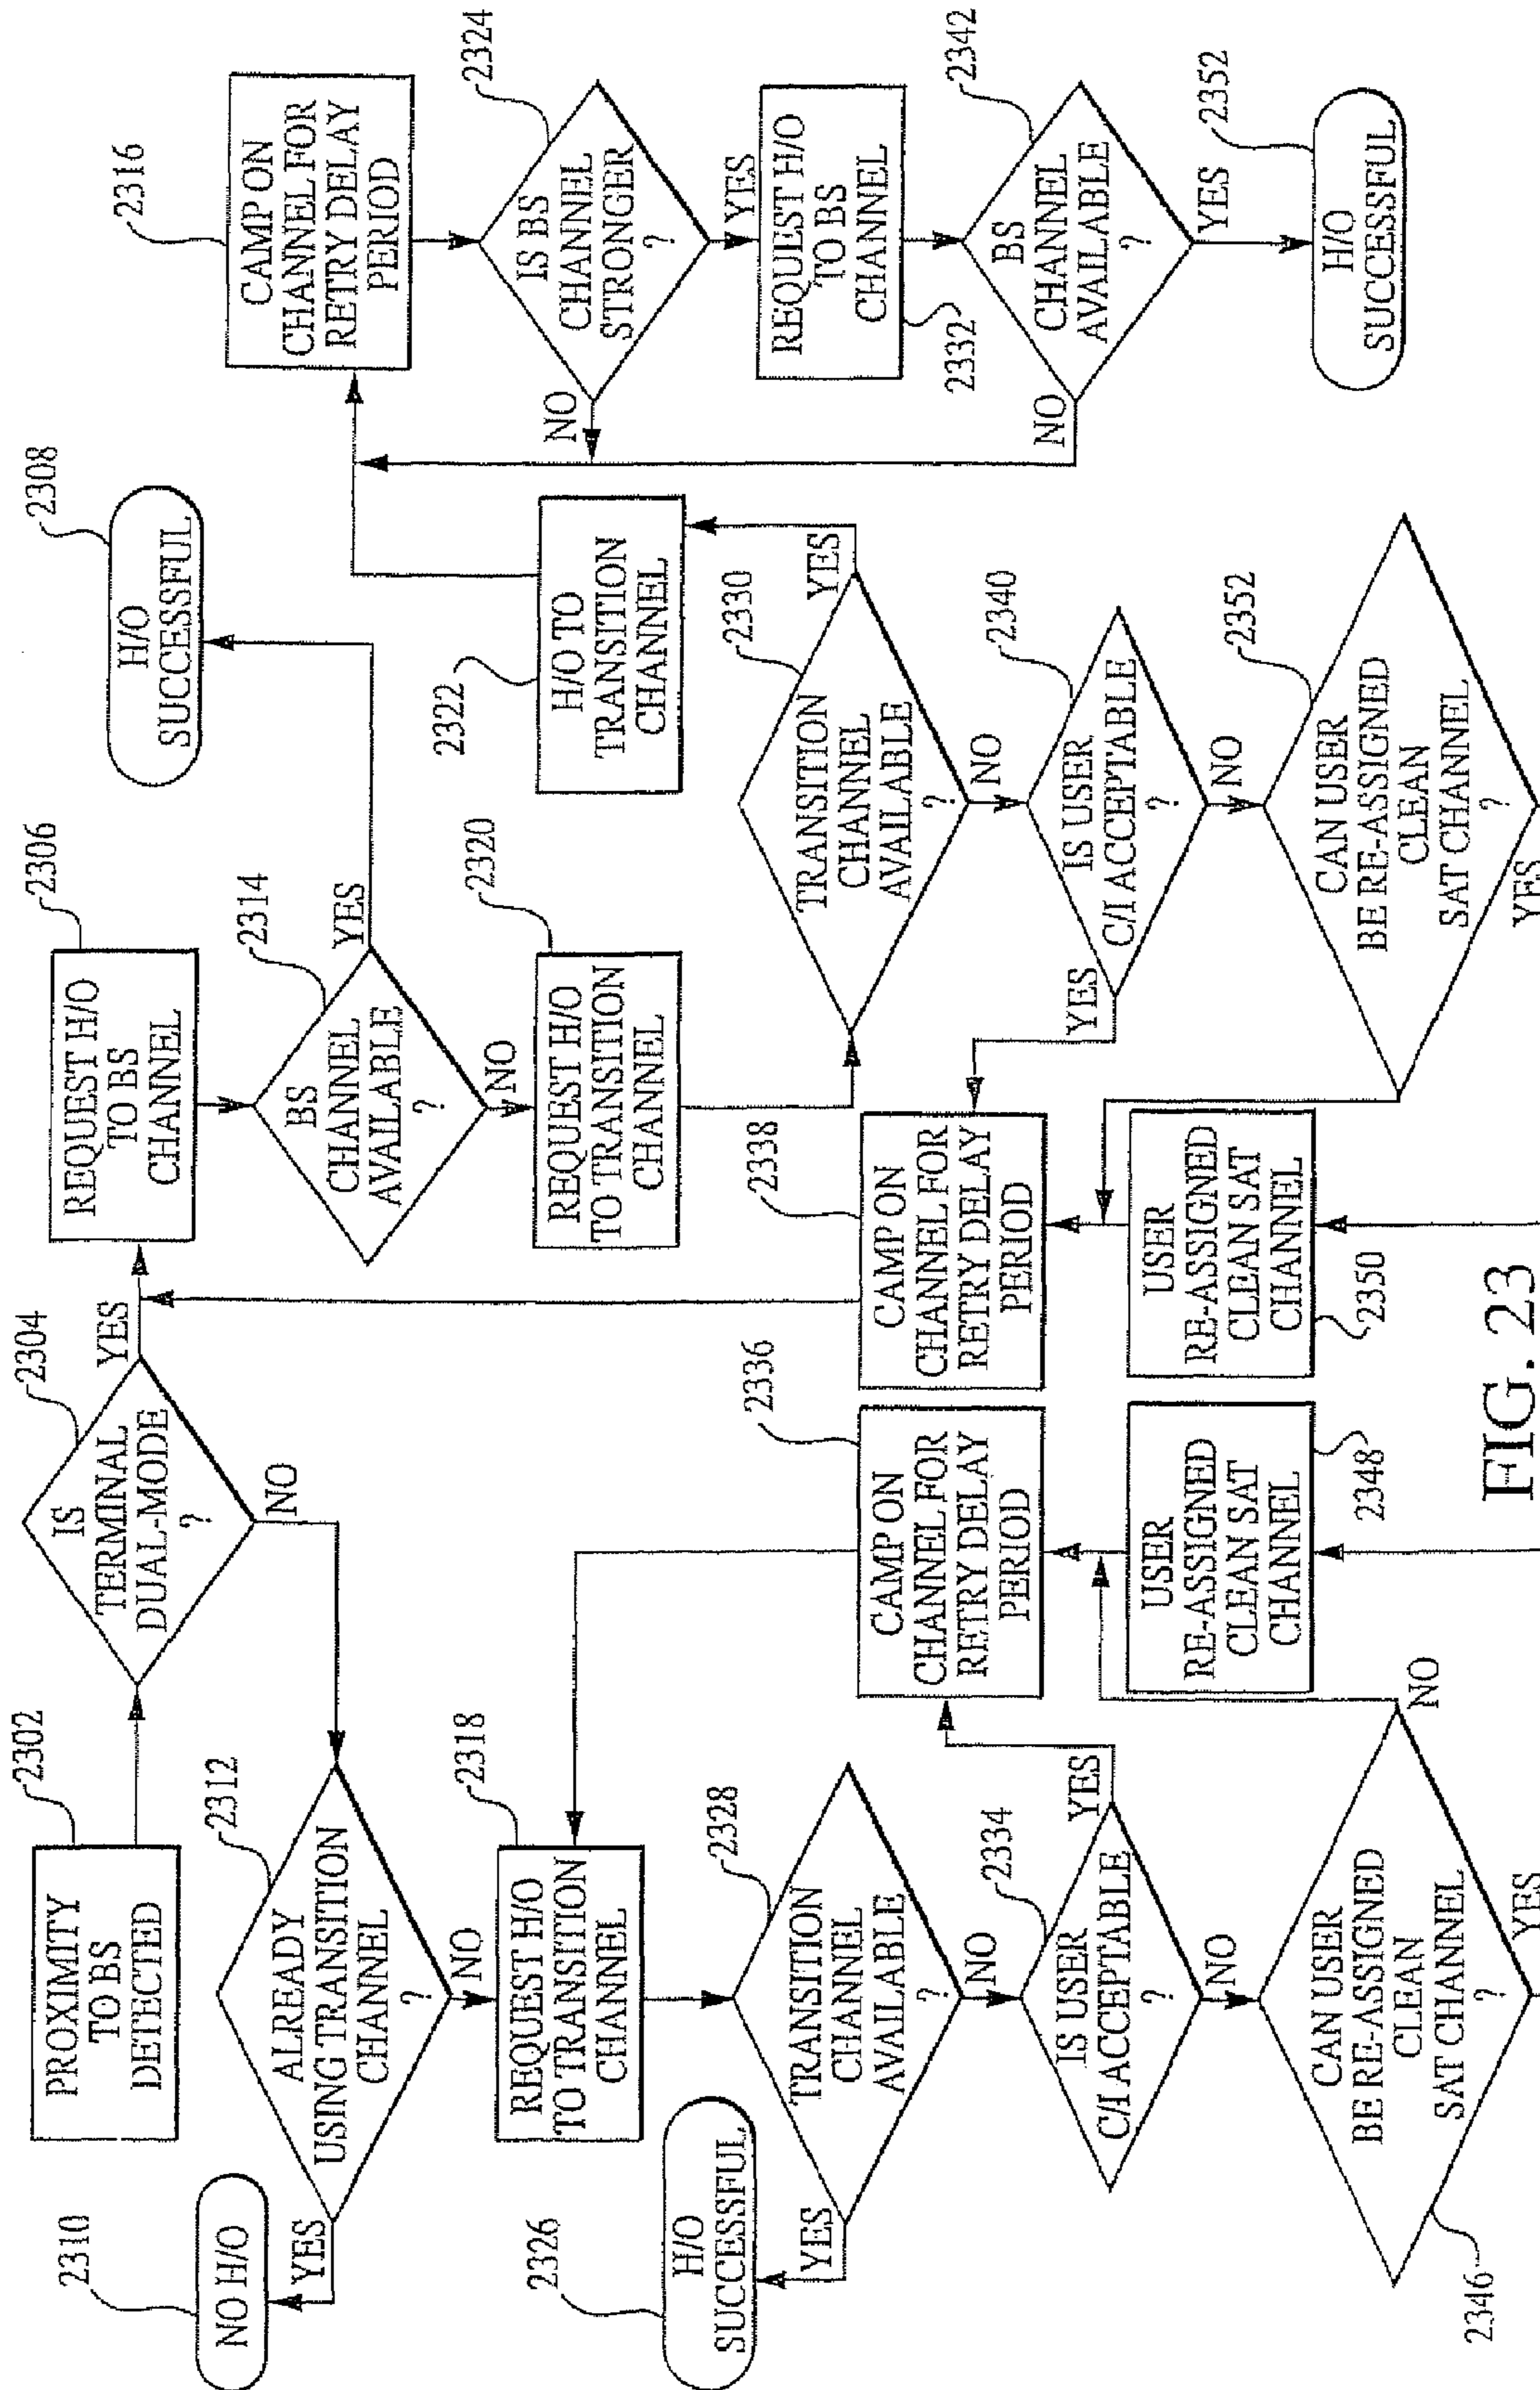 2302
PROXIMITY
TO BS
DETECTED
2304
IS
TERMINAL
DUAL-MODE
?
YES
NO
2306
REQUEST H/O
TO BS
CHANNEL
2308
H/O
SUCCESSFUL
2310
NO H/O
YES
2312
ALREADY
USING TRANSITION
CHANNEL
?
NO
2314
BS
CHANNEL
AVAILABLE
?
YES
NO
2316
CAMP ON
CHANNEL FOR
RETRY DELAY
PERIOD
2318
REQUEST H/O
TO TRANSITION
CHANNEL
2320
REQUEST H/O
TO TRANSITION
CHANNEL
2322
H/O TO
TRANSITION
CHANNEL
2324
IS BS
CHANNEL
STRONGER
?
NO
YES
2326
H/O
SUCCESSFUL
YES
2328
TRANSITION
CHANNEL
AVAILABLE
?
NO
2330
TRANSITION
CHANNEL
AVAILABLE
?
YES
NO
2332
REQUEST H/O
TO BS
CHANNEL
2334
IS USER
C/I ACCEPTABLE
?
YES
NO
2336
CAMP ON
CHANNEL FOR
RETRY DELAY
PERIOD
2338
CAMP ON
CHANNEL FOR
RETRY DELAY
PERIOD
2340
IS USER
C/I ACCEPTABLE
?
YES
NO
2342
BS
CHANNEL
AVAILABLE
?
NO
YES
2346
CAN USER
BE RE-ASSIGNED
CLEAN
SAT CHANNEL
?
NO
YES
2348
USER
RE-ASSIGNED
CLEAN SAT
CHANNEL
2350
USER
RE-ASSIGNED
CLEAN SAT
CHANNEL
2352
CAN USER
BE RE-ASSIGNED
CLEAN
SAT CHANNEL
?
YES
2352
H/O
SUCCESSFUL
FIG. 23